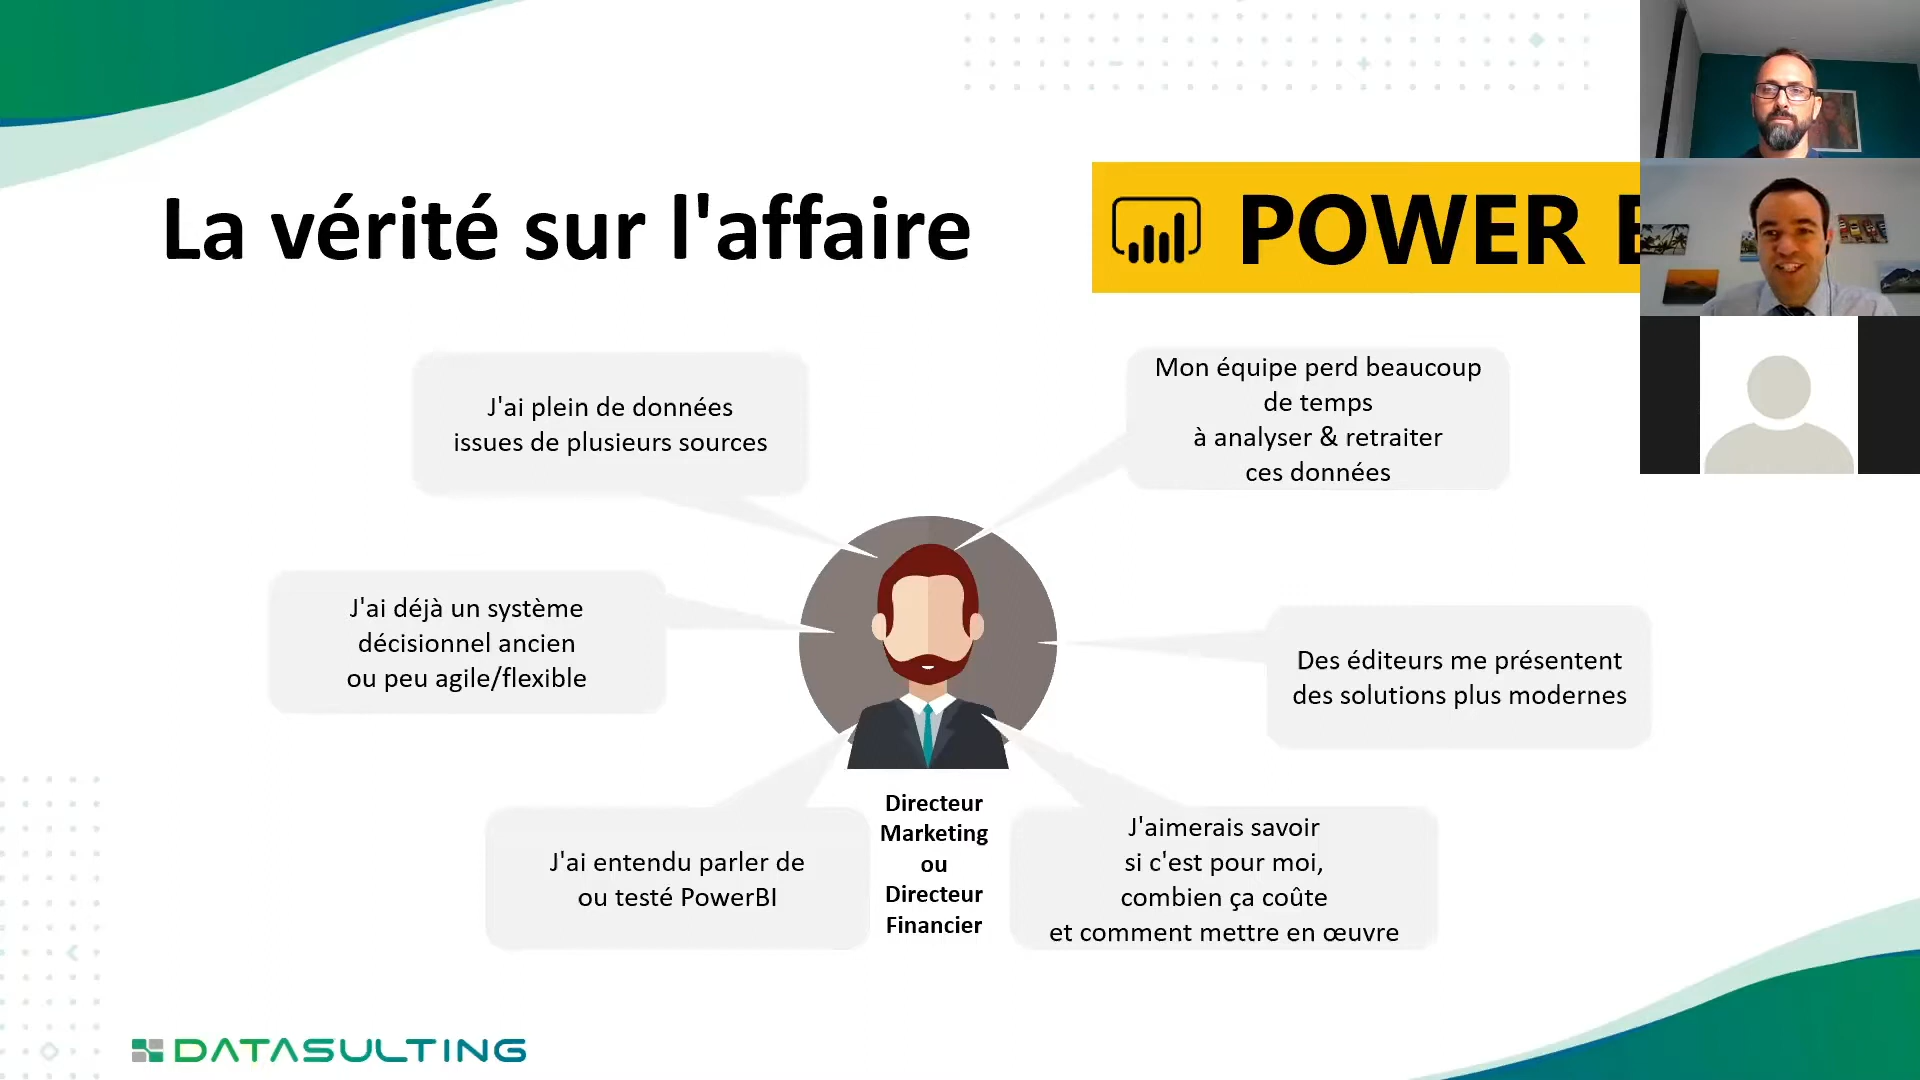 La vérité sur l'affaire
POWER
J'ai plein de données
issues de plusieurs sources
Mon équipe perd beaucoup
de temps
à analyser & retraiter
ces données
J'ai déjà un système
décisionnel ancien
ou peu agile/flexible
Des éditeurs me présentent
des solutions plus modernes
J'ai entendu parler de
ou testé PowerBI
Directeur
Marketing
ou
Directeur
Financier
J'aimerais savoir
si c'est pour moi,
combien ça coûte
et comment mettre en œuvre
DATASULTING